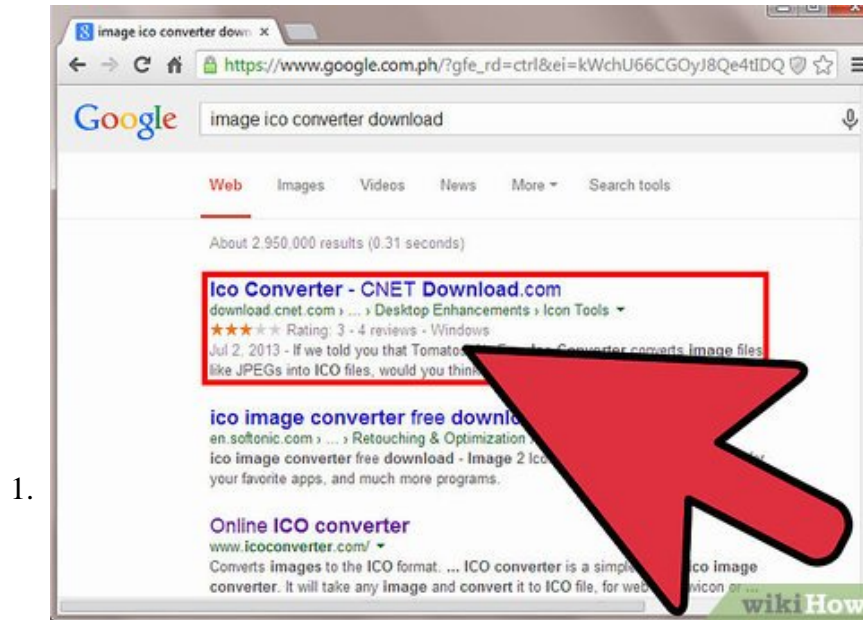 image ico converter down
https://www.google.com.ph/?gfe_rd=ctrl&ei=kWchU66CGOyJ8Qe4tIDQ
Google
image ico converter download
Web Images Videos News More Search tools
About 2,950,000 results (0.31 seconds)
Ico Converter - CNET Download.com
download.cnet.com › ... › Desktop Enhancements › Icon Tools
Rating: 3 - 4 reviews - Windows
Jul 2, 2013 - If we told you that Ico Converter converts image files
like JPEGs into ICO files, would you
ico image converter free
en.softonic.com › ... › Retouching & Optimization
ico image converter free download - Image 2
your favorite apps, and much more programs.
1.
Online ICO converter
www.icoconverter.com/
Converts images to the ICO format. ... ICO converter is a ico image
converter. It will take any image and convert it to ICO file, for
wikiHow